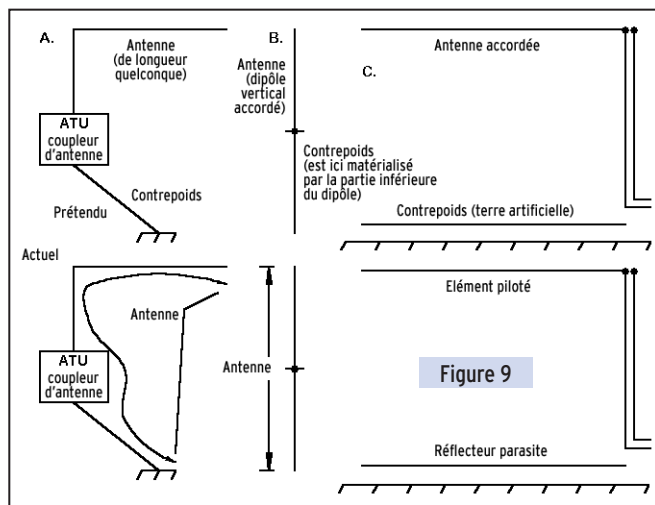 A.
Antenne
(de longueur
quelconque)
ATU
coupleur
d'antenne
Contrepoids
Prétendu
B.
Antenne
(dipôle
vertical
accordé)
Contrepoids
(est ici matérialisé
par la partie inférieure
du dipôle)
C.
Antenne accordée
Contrepoids (terre artificielle)
Actuel
Antenne
ATU
coupleur
d'antenne
Antenne
Elément piloté
Figure 9
Réflecteur parasite